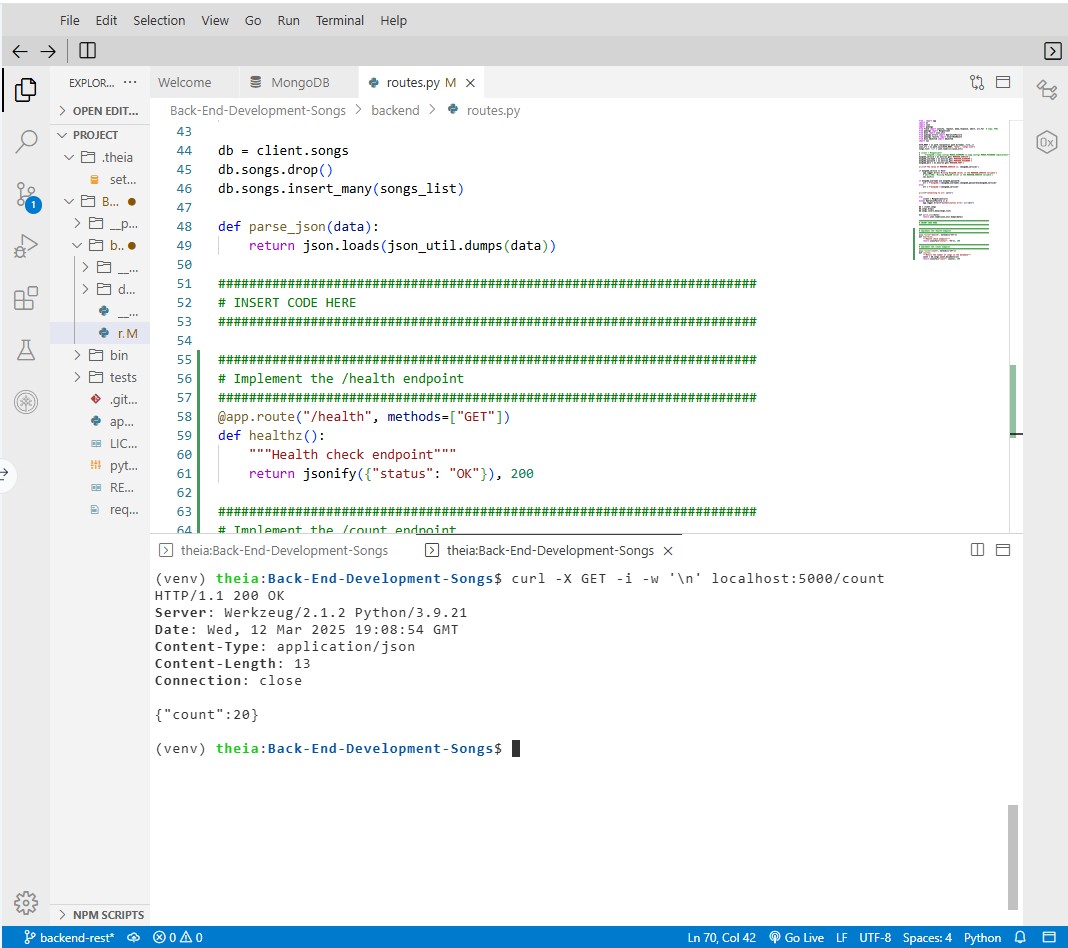 File Edit Selection View Go Run Terminal Help
EXPLOR... ··· Welcome MongoDB routes.py M
OPEN EDIT...
PROJECT
.theia
set...
B...
__p...
b..
__...
d...
__...
r. M
bin
tests
.git...
ap...
LIC...
pyt...
RE...
req...
NPM SCRIPTS
1
Back-End-Development-Songs > backend > routes.py
43
44 db = client.songs
45 db.songs.drop()
46 db.songs.insert_many(songs_list)
47
48 def parse_json(data):
49 return json.loads(json_util.dumps(data))
50
51 ######################################################################
52 # INSERT CODE HERE
53 ######################################################################
54
55 ######################################################################
56 # Implement the /health endpoint
57 ######################################################################
58 @app.route("/health", methods=["GET"])
59 def healthz():
60 """Health check endpoint"""
61 return jsonify({"status": "OK"}), 200
62
63 ######################################################################
64 # Implement the /count endpoint
theia:Back-End-Development-Songs theia:Back-End-Development-Songs
(venv) theia:Back-End-Development-Songs$ curl -X GET -i -w '\n' localhost:5000/count
HTTP/1.1 200 OK
Server: Werkzeug/2.1.2 Python/3.9.21
Date: Wed, 12 Mar 2025 19:08:54 GMT
Content-Type: application/json
Content-Length: 13
Connection: close
{"count":20}
(venv) theia:Back-End-Development-Songs$
backend-rest* 0 0 Ln 70, Col 42 Go Live LF UTF-8 Spaces: 4 Python
0x